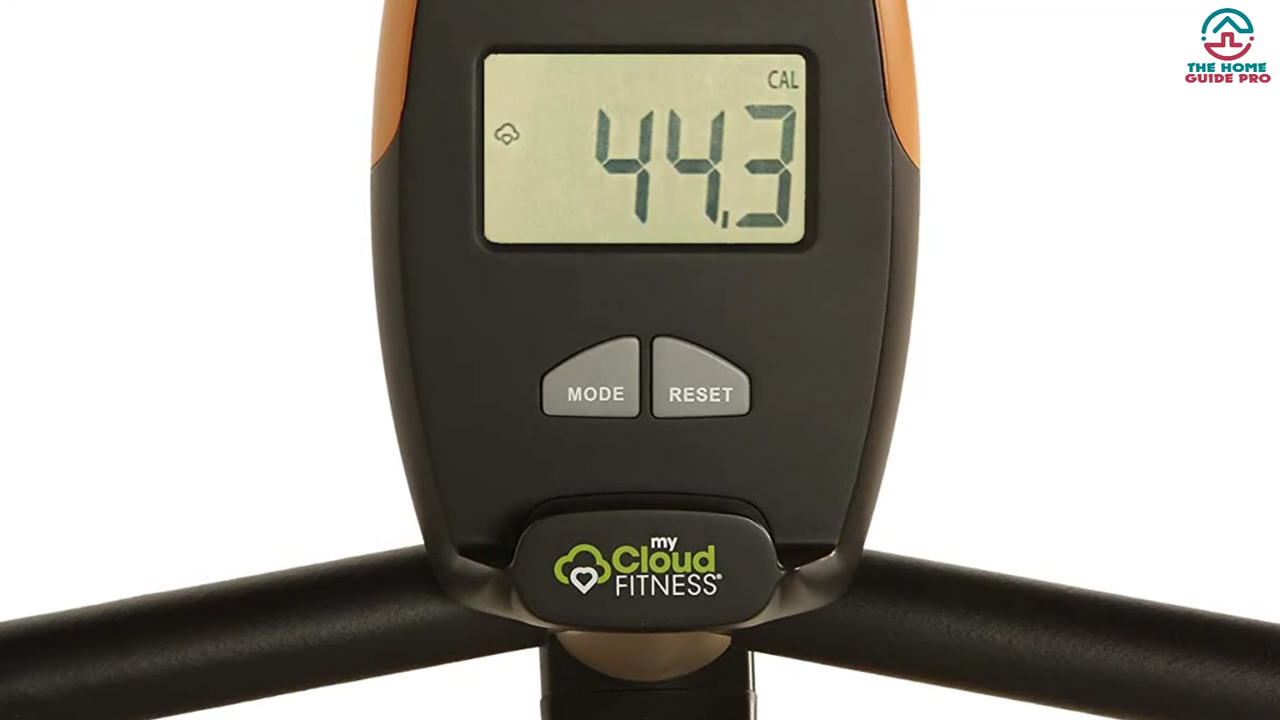 THE HOME
GUIDE PRO
CAL
44.3
MODE
RESET
my
Cloud
FITNESS®